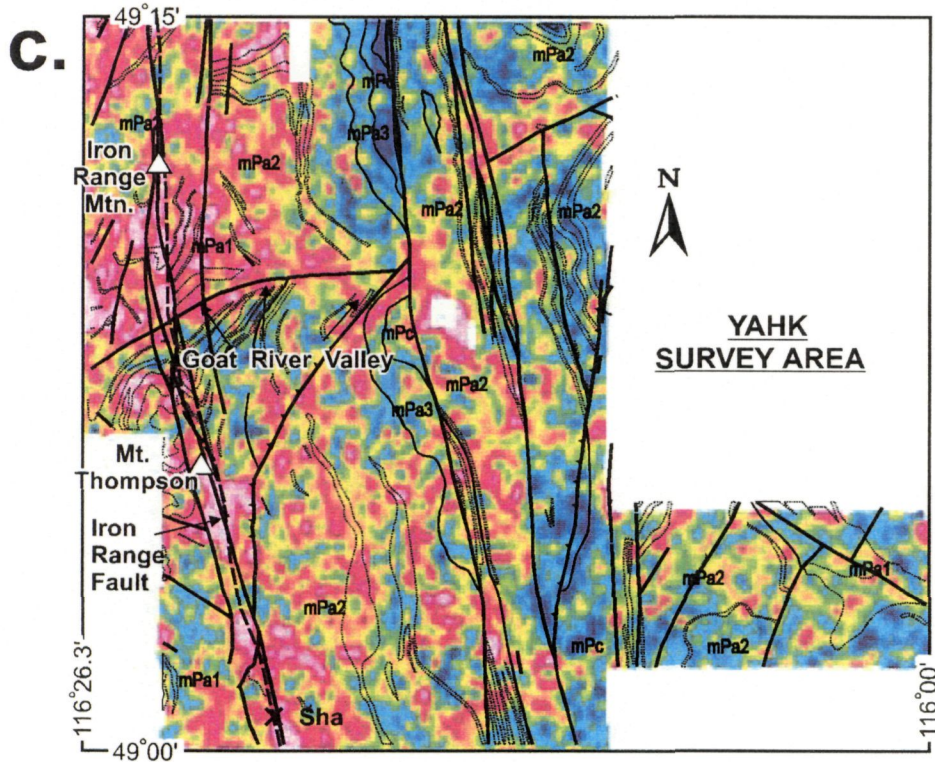 c.
49°15'
mPa2
mPc
mPa2
mPa3
Iron
Range
Mtn.
mPa2
mPa2
mPa2
N
mPa1
YAHK
SURVEY AREA
mPc
Goat River Valley
mPa2
mPa3
Mt.
Thompson
Iron
Range
Fault
mPa2
mPa2
mPa1
mPa2
mPc
mPa1
116°26.3'
116°00'
Sha
49°00'